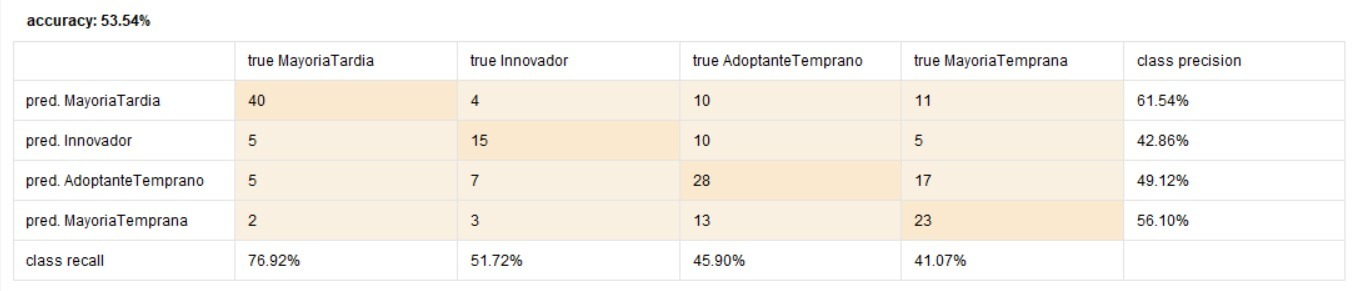 accuracy: 53.54%
true MayoriaTardia true Innovador true AdoptanteTemprano true MayoriaTemprana class precision
pred. MayoriaTardia 40 4 10 11 61.54%
pred. Innovador 5 15 10 5 42.86%
pred. AdoptanteTemprano 5 7 28 17 49.12%
pred. MayoriaTemprana 2 3 13 23 56.10%
class recall 76.92% 51.72% 45.90% 41.07%